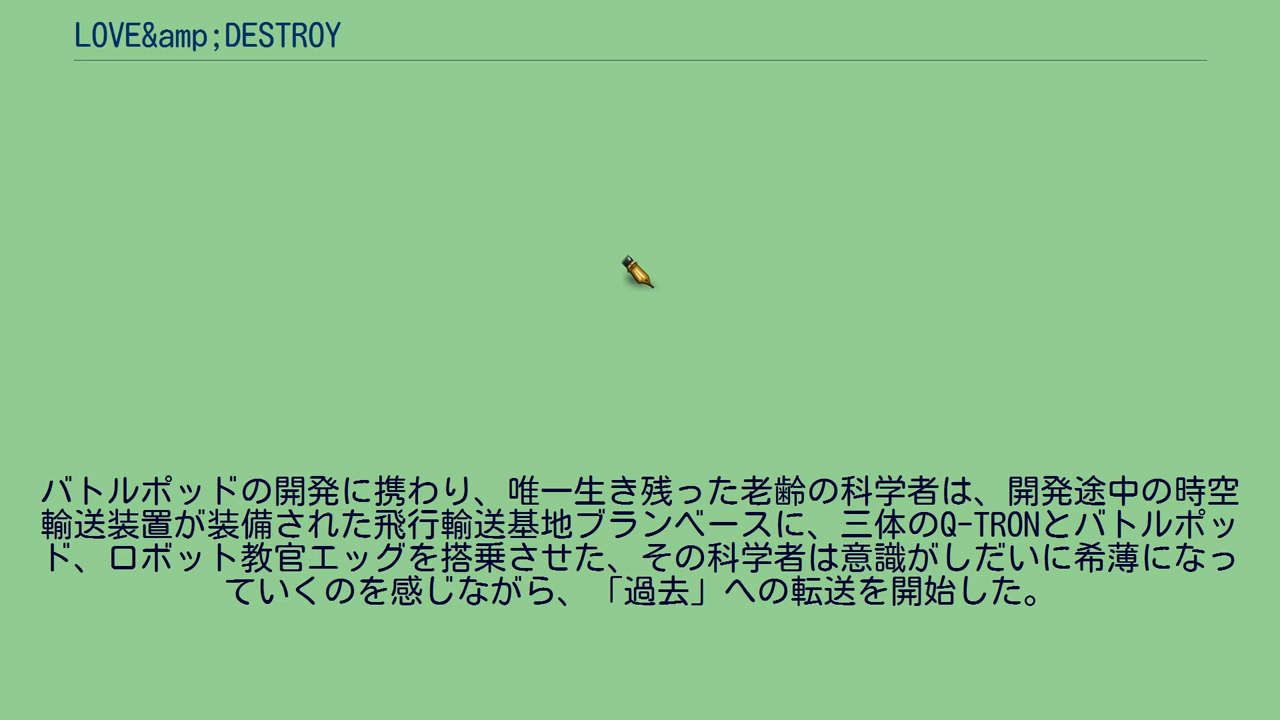 LOVE&amp;DESTROY
バトルポッドの開発に携わり、唯一生き残った老齢の科学者は、開発途中の時空
輸送装置が装備された飛行輸送基地ブランベースに、三体のQ-TRONとバトルポッ
ド、ロボット教官エッグを搭乗させた、その科学者は意識がしだいに希薄になっ
ていくのを感じながら、「過去」への転送を開始した。